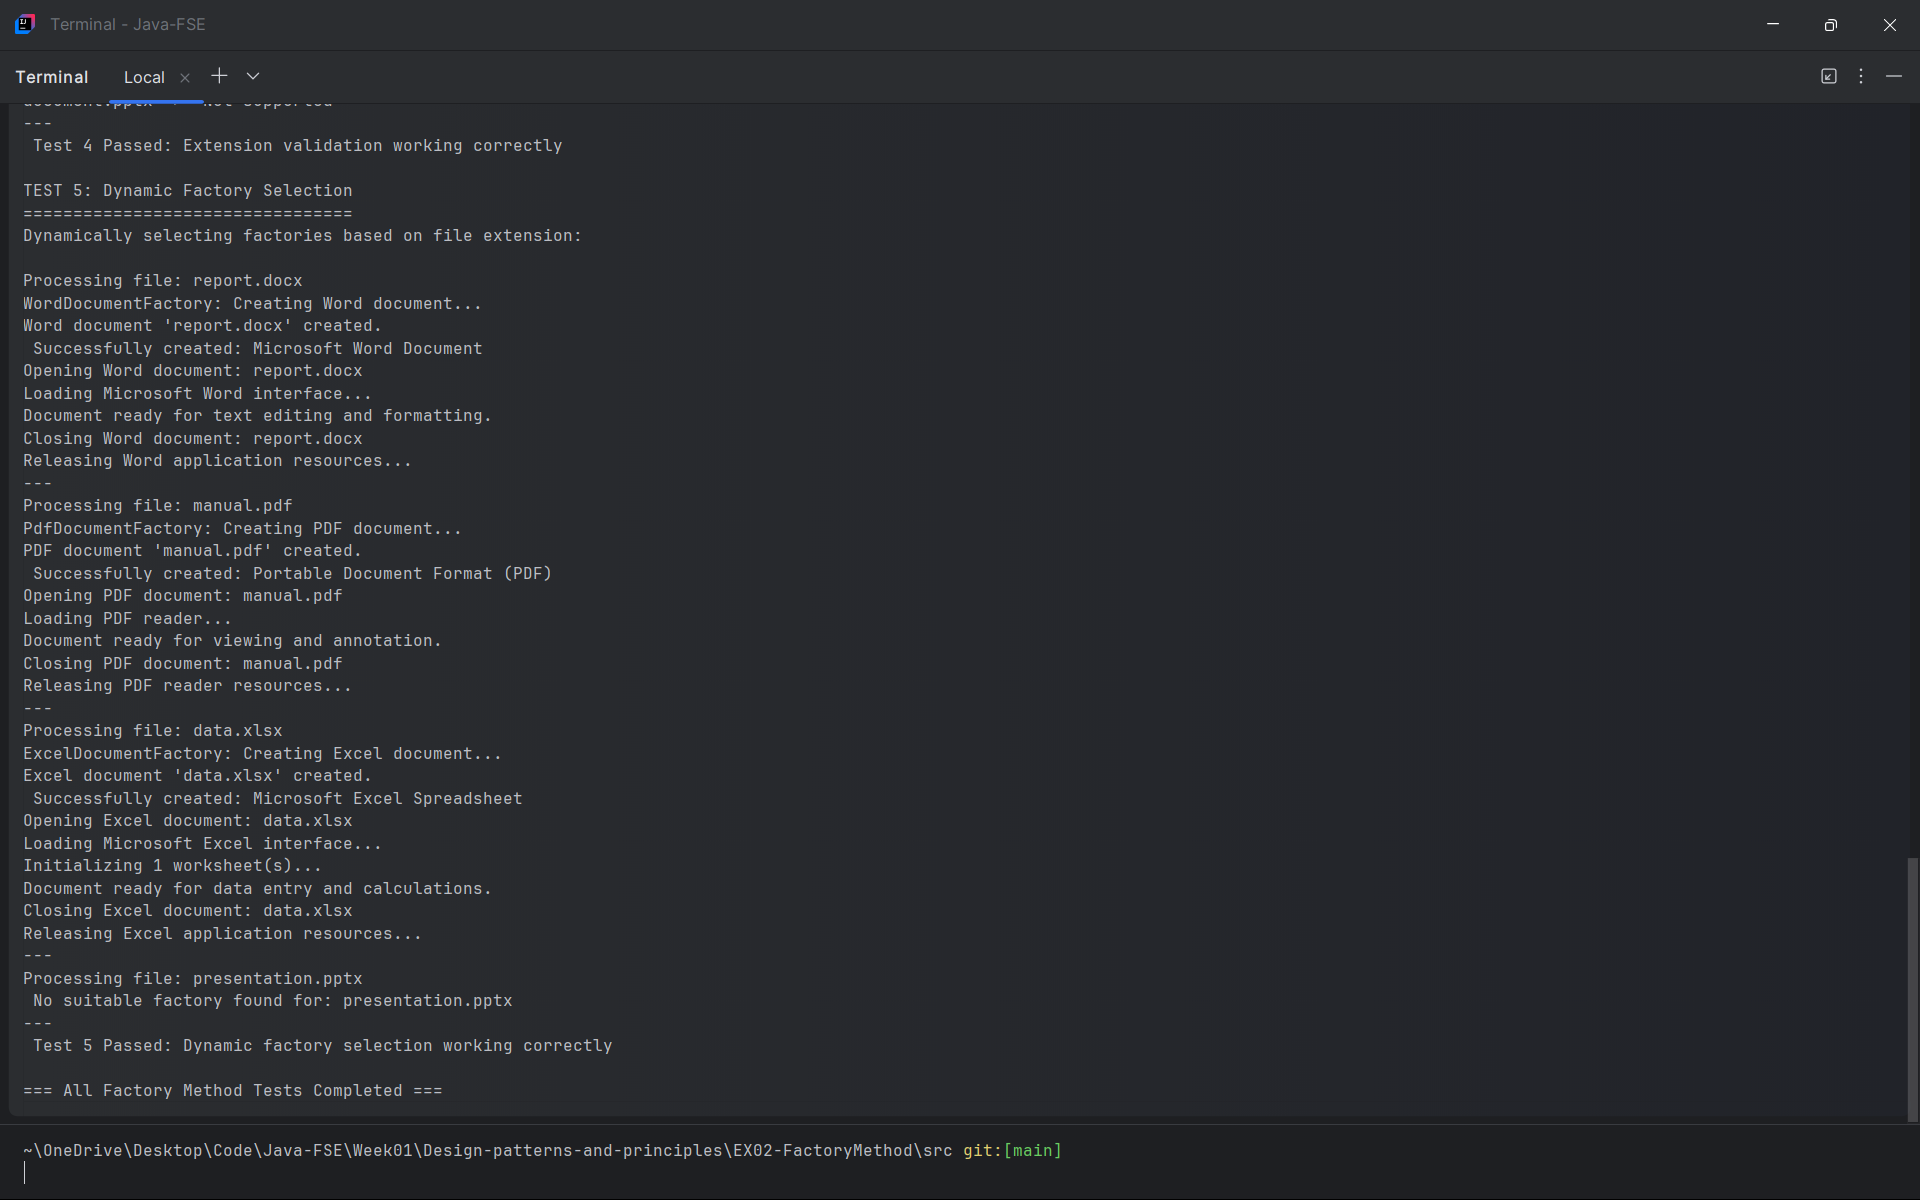 Terminal - Java-FSE
Terminal Local
---
Test 4 Passed: Extension validation working correctly
TEST 5: Dynamic Factory Selection
=================================
Dynamically selecting factories based on file extension:
Processing file: report.docx
WordDocumentFactory: Creating Word document...
Word document 'report.docx' created.
Successfully created: Microsoft Word Document
Opening Word document: report.docx
Loading Microsoft Word interface...
Document ready for text editing and formatting.
Closing Word document: report.docx
Releasing Word application resources...
---
Processing file: manual.pdf
PdfDocumentFactory: Creating PDF document...
PDF document 'manual.pdf' created.
Successfully created: Portable Document Format (PDF)
Opening PDF document: manual.pdf
Loading PDF reader...
Document ready for viewing and annotation.
Closing PDF document: manual.pdf
Releasing PDF reader resources...
---
Processing file: data.xlsx
ExcelDocumentFactory: Creating Excel document...
Excel document 'data.xlsx' created.
Successfully created: Microsoft Excel Spreadsheet
Opening Excel document: data.xlsx
Loading Microsoft Excel interface...
Initializing 1 worksheet(s)...
Document ready for data entry and calculations.
Closing Excel document: data.xlsx
Releasing Excel application resources...
---
Processing file: presentation.pptx
No suitable factory found for: presentation.pptx
---
Test 5 Passed: Dynamic factory selection working correctly
=== All Factory Method Tests Completed ===
~\OneDrive\Desktop\Code\Java-FSE\Week01\Design-patterns-and-principles\EX02-FactoryMethod\src git:[main]